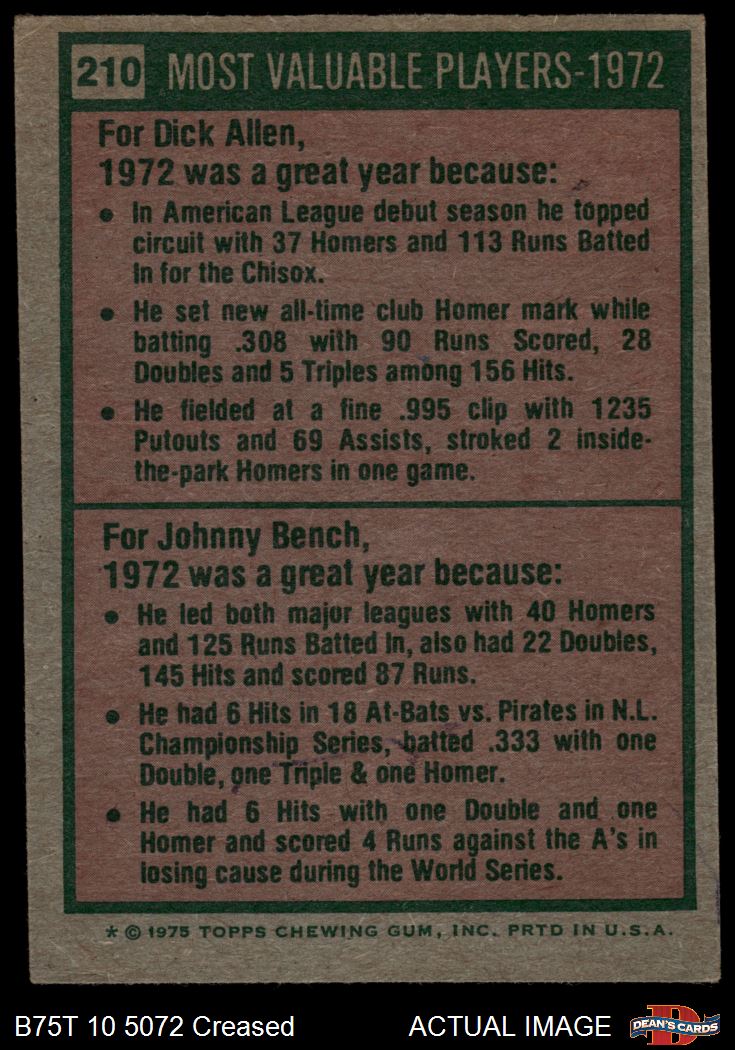 210 MOST VALUABLE PLAYERS-1972
For Dick Allen,
1972 was a great year because:
• In American League debut season he topped
circuit with 37 Homers and 113 Runs Batted
In for the Chisox.
• He set new all-time club Homer mark while
batting .308 with 90 Runs Scored, 28
Doubles and 5 Triples among 156 Hits.
• He fielded at a fine .995 clip with 1235
Putouts and 69 Assists, stroked 2 inside-
the-park Homers in one game.
For Johnny Bench,
1972 was a great year because:
• He led both major leagues with 40 Homers
and 125 Runs Batted In, also had 22 Doubles,
145 Hits and scored 87 Runs.
• He had 6 Hits in 18 At-Bats vs. Pirates in N.L.
Championship Series, batted .333 with one
Double, one Triple & one Homer.
• He had 6 Hits with one Double and one
Homer and scored 4 Runs against the A's in
losing cause during the World Series.
* © 1975 TOPPS CHEWING GUM, INC. PRTD IN U.S.A.
B75T 10 5072 Creased ACTUAL IMAGE
D DEAN'S CARDS